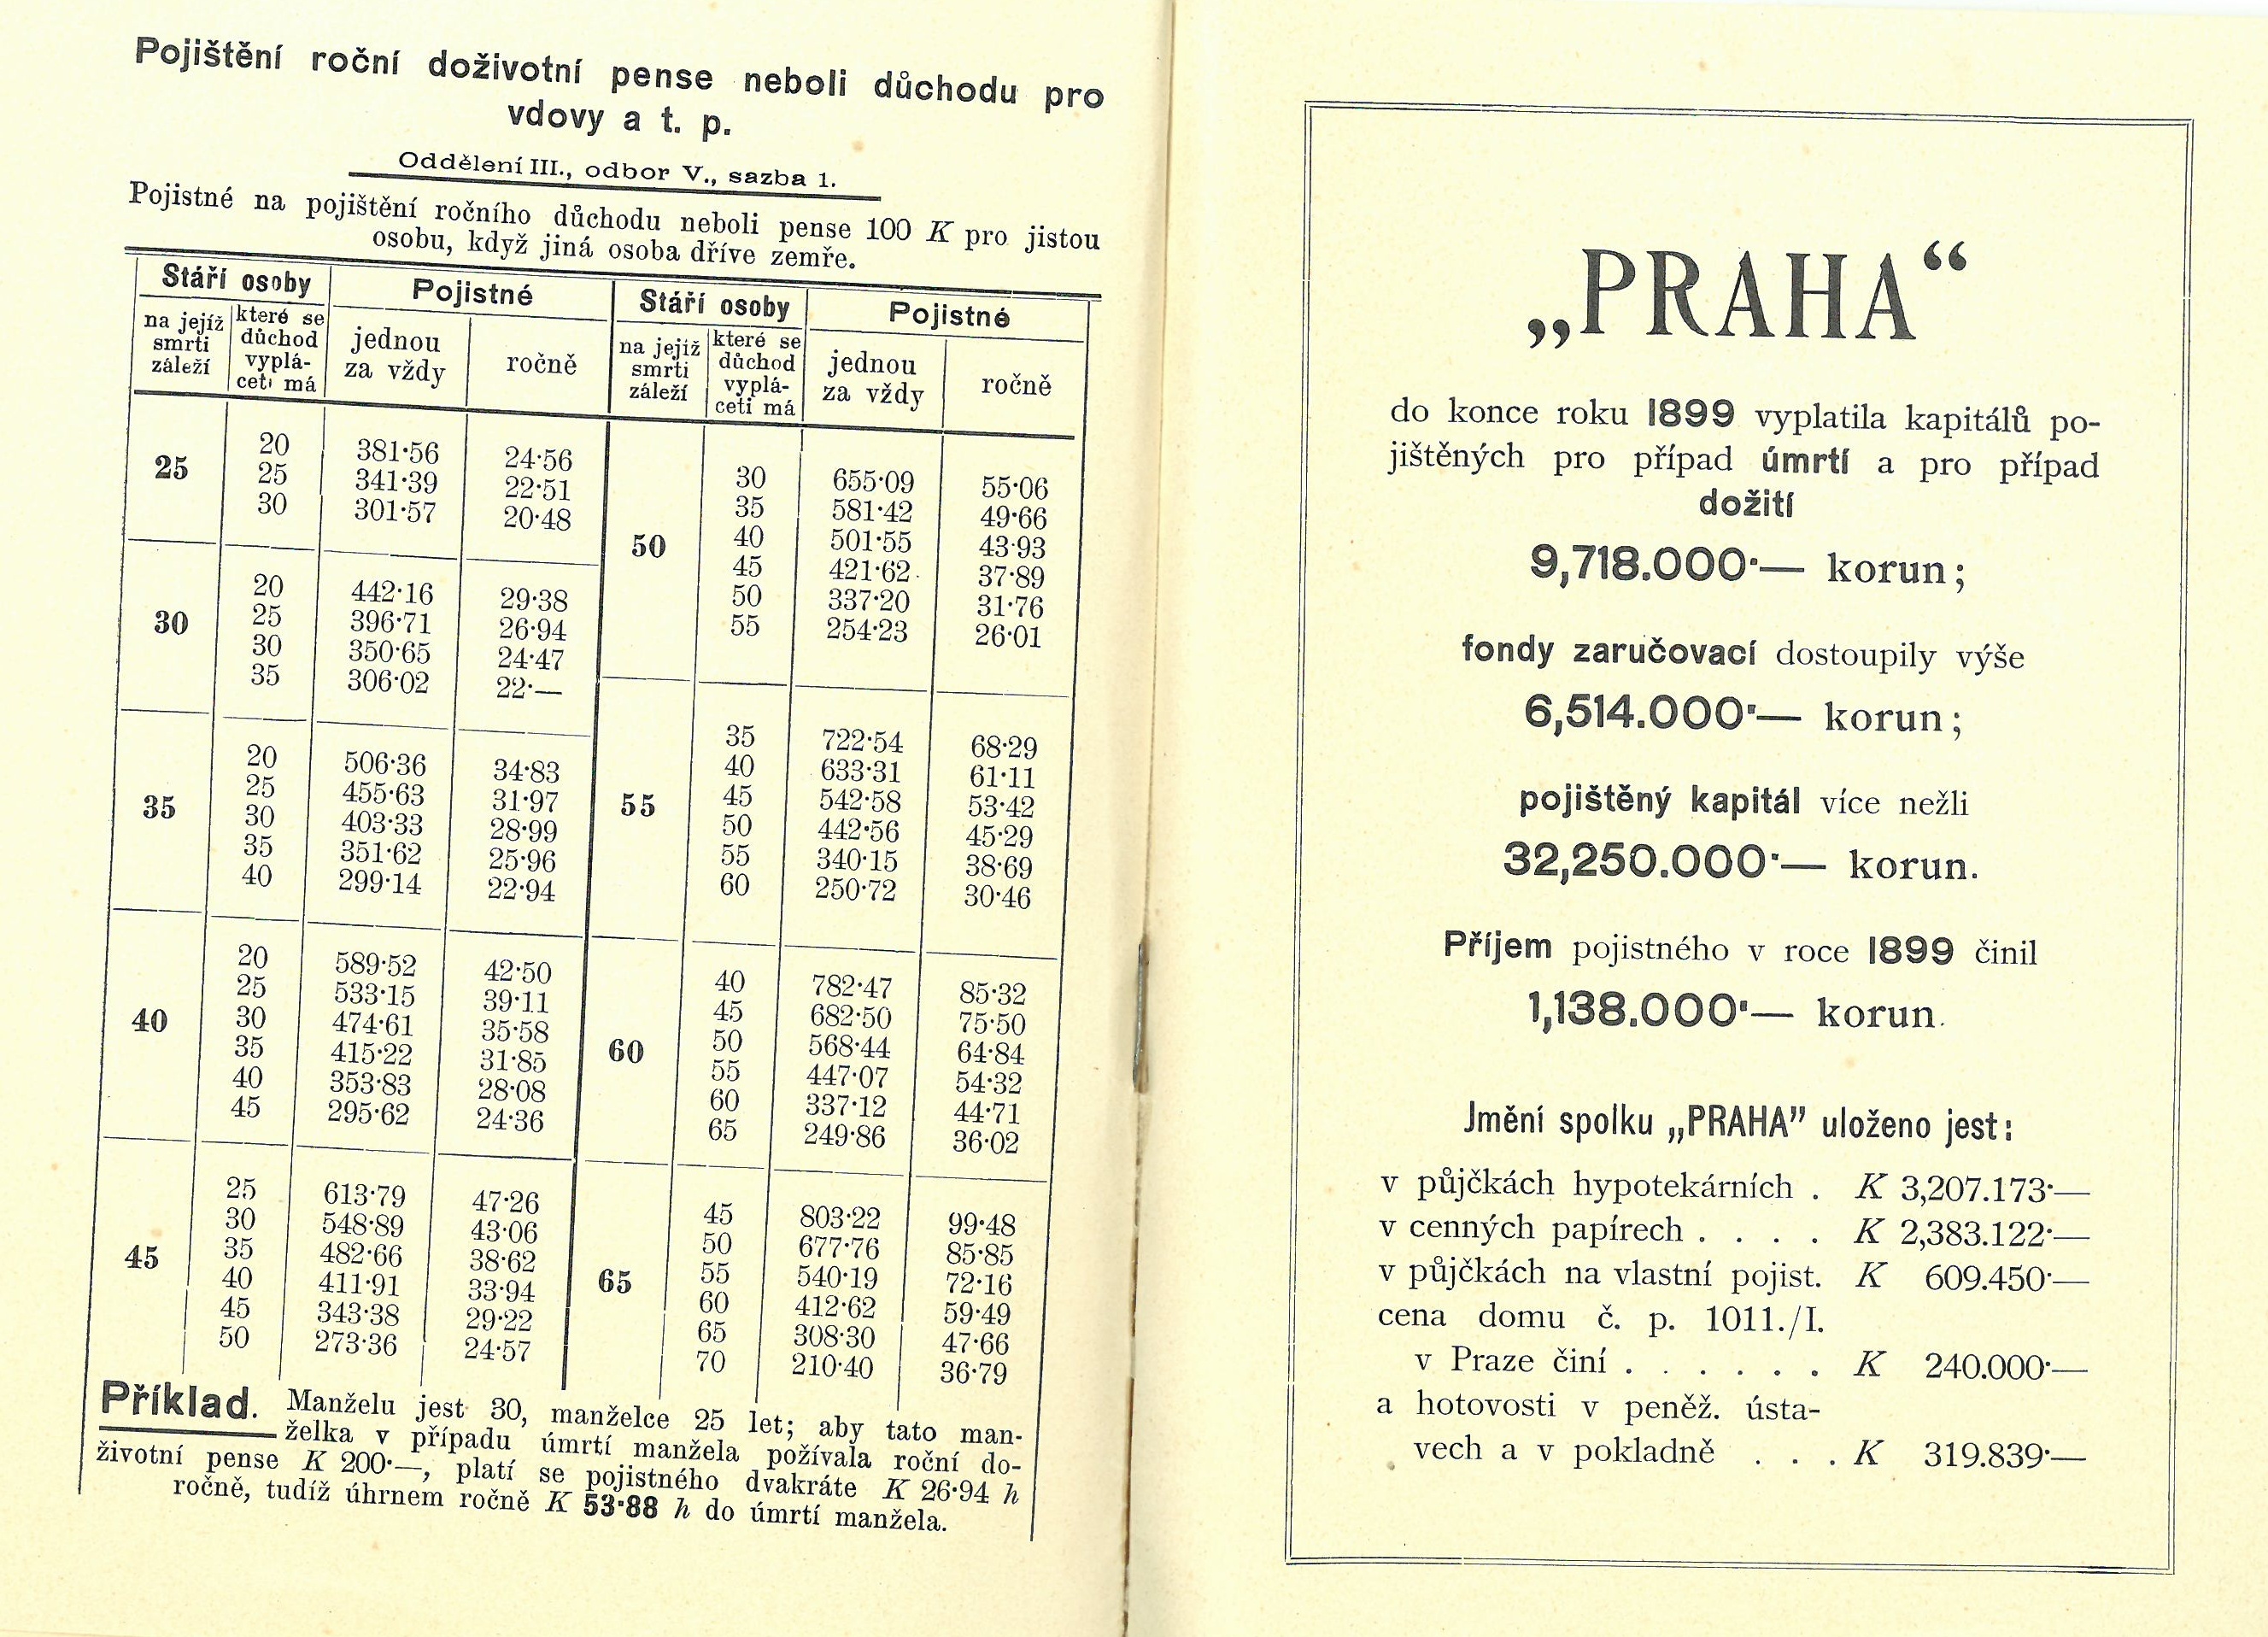 Pojištění roční doživotní pense neboli důchodu pro
vdovy a t. p.
Oddělení III., odbor V., sazba 1.
Pojistné na pojištění ročního důchodu neboli pense 100 K pro jistou
osobu, když jiná osoba dříve zemře.
Stáří osoby Pojistné Stáří osoby Pojistné
na jejíž smrti záleží které se důchod vyplá-ceti má jednou za vždy ročně na jejíž smrti záleží které se důchod vyplá-ceti má jednou za vždy ročně
25
20 381·56 24·56
25 341·39 22·51
30 301·57 20·48
30
20 442·16 29·38
25 396·71 26·94
30 350·65 24·47
35 306·02 22·—
35
20 506·36 34·83
25 455·63 31·97
30 403·33 28·99
35 351·62 25·96
40 299·14 22·94
40
20 589·52 42·50
25 533·15 39·11
30 474·61 35·58
35 415·22 31·85
40 353·83 28·08
45 295·62 24·36
45
25 613·79 47·26
30 548·89 43·06
35 482·66 38·62
40 411·91 33·94
45 343·38 29·22
50 273·36 24·57
50
30 655·09 55·06
35 581·42 49·66
40 501·55 43·93
45 421·62 37·89
50 337·20 31·76
55 254·23 26·01
55
35 722·54 68·29
40 633·31 61·11
45 542·58 53·42
50 442·56 45·29
55 340·15 38·69
60 250·72 30·46
60
40 782·47 85·32
45 682·50 75·50
50 568·44 64·84
55 447·07 54·32
60 337·12 44·71
65 249·86 36·02
65
45 803·22 99·48
50 677·76 85·85
55 540·19 72·16
60 412·62 59·49
65 308·30 47·66
70 210·40 36·79
Příklad. Manželu jest 30, manželce 25 let; aby tato man-
želka v případu úmrtí manžela požívala roční do-
životní pense K 200·—, platí se pojistného dvakráte K 26·94 h
ročně, tudíž úhrnem ročně K 53·88 h do úmrtí manžela.
„PRAHA“
do konce roku 1899 vyplatila kapitálů po-
jištěných pro případ úmrtí a pro případ
dožití
9,718.000·— korun;
fondy zaručovací dostoupily výše
6,514.000·— korun;
pojištěný kapitál více nežli
32,250.000·— korun.
Příjem pojistného v roce 1899 činil
1,138.000·— korun.
Jmění spolku „PRAHA” uloženo jest:
v půjčkách hypotekárních . K 3,207.173·—
v cenných papírech . . . . K 2,383.122·—
v půjčkách na vlastní pojist. K 609.450·—
cena domu č. p. 1011./I.
v Praze činí . . . . . . K 240.000·—
a hotovosti v peněž. ústa-
vech a v pokladně . . . K 319.839·—